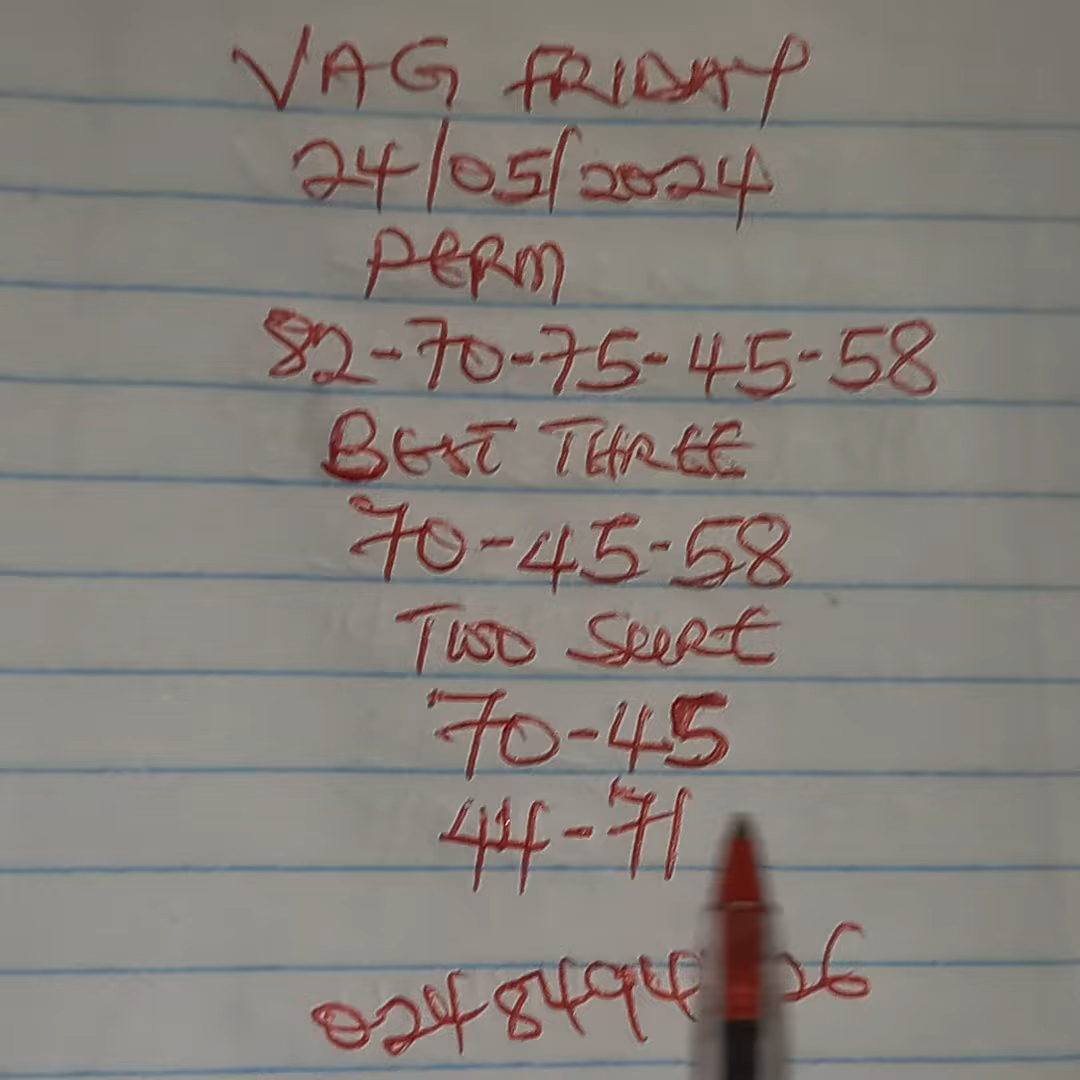 VAG FRIDAY
24/05/2024
PERM
82-70-75-45-58
BEST THREE
70-45-58
TWO SUERE
70-45
44-71